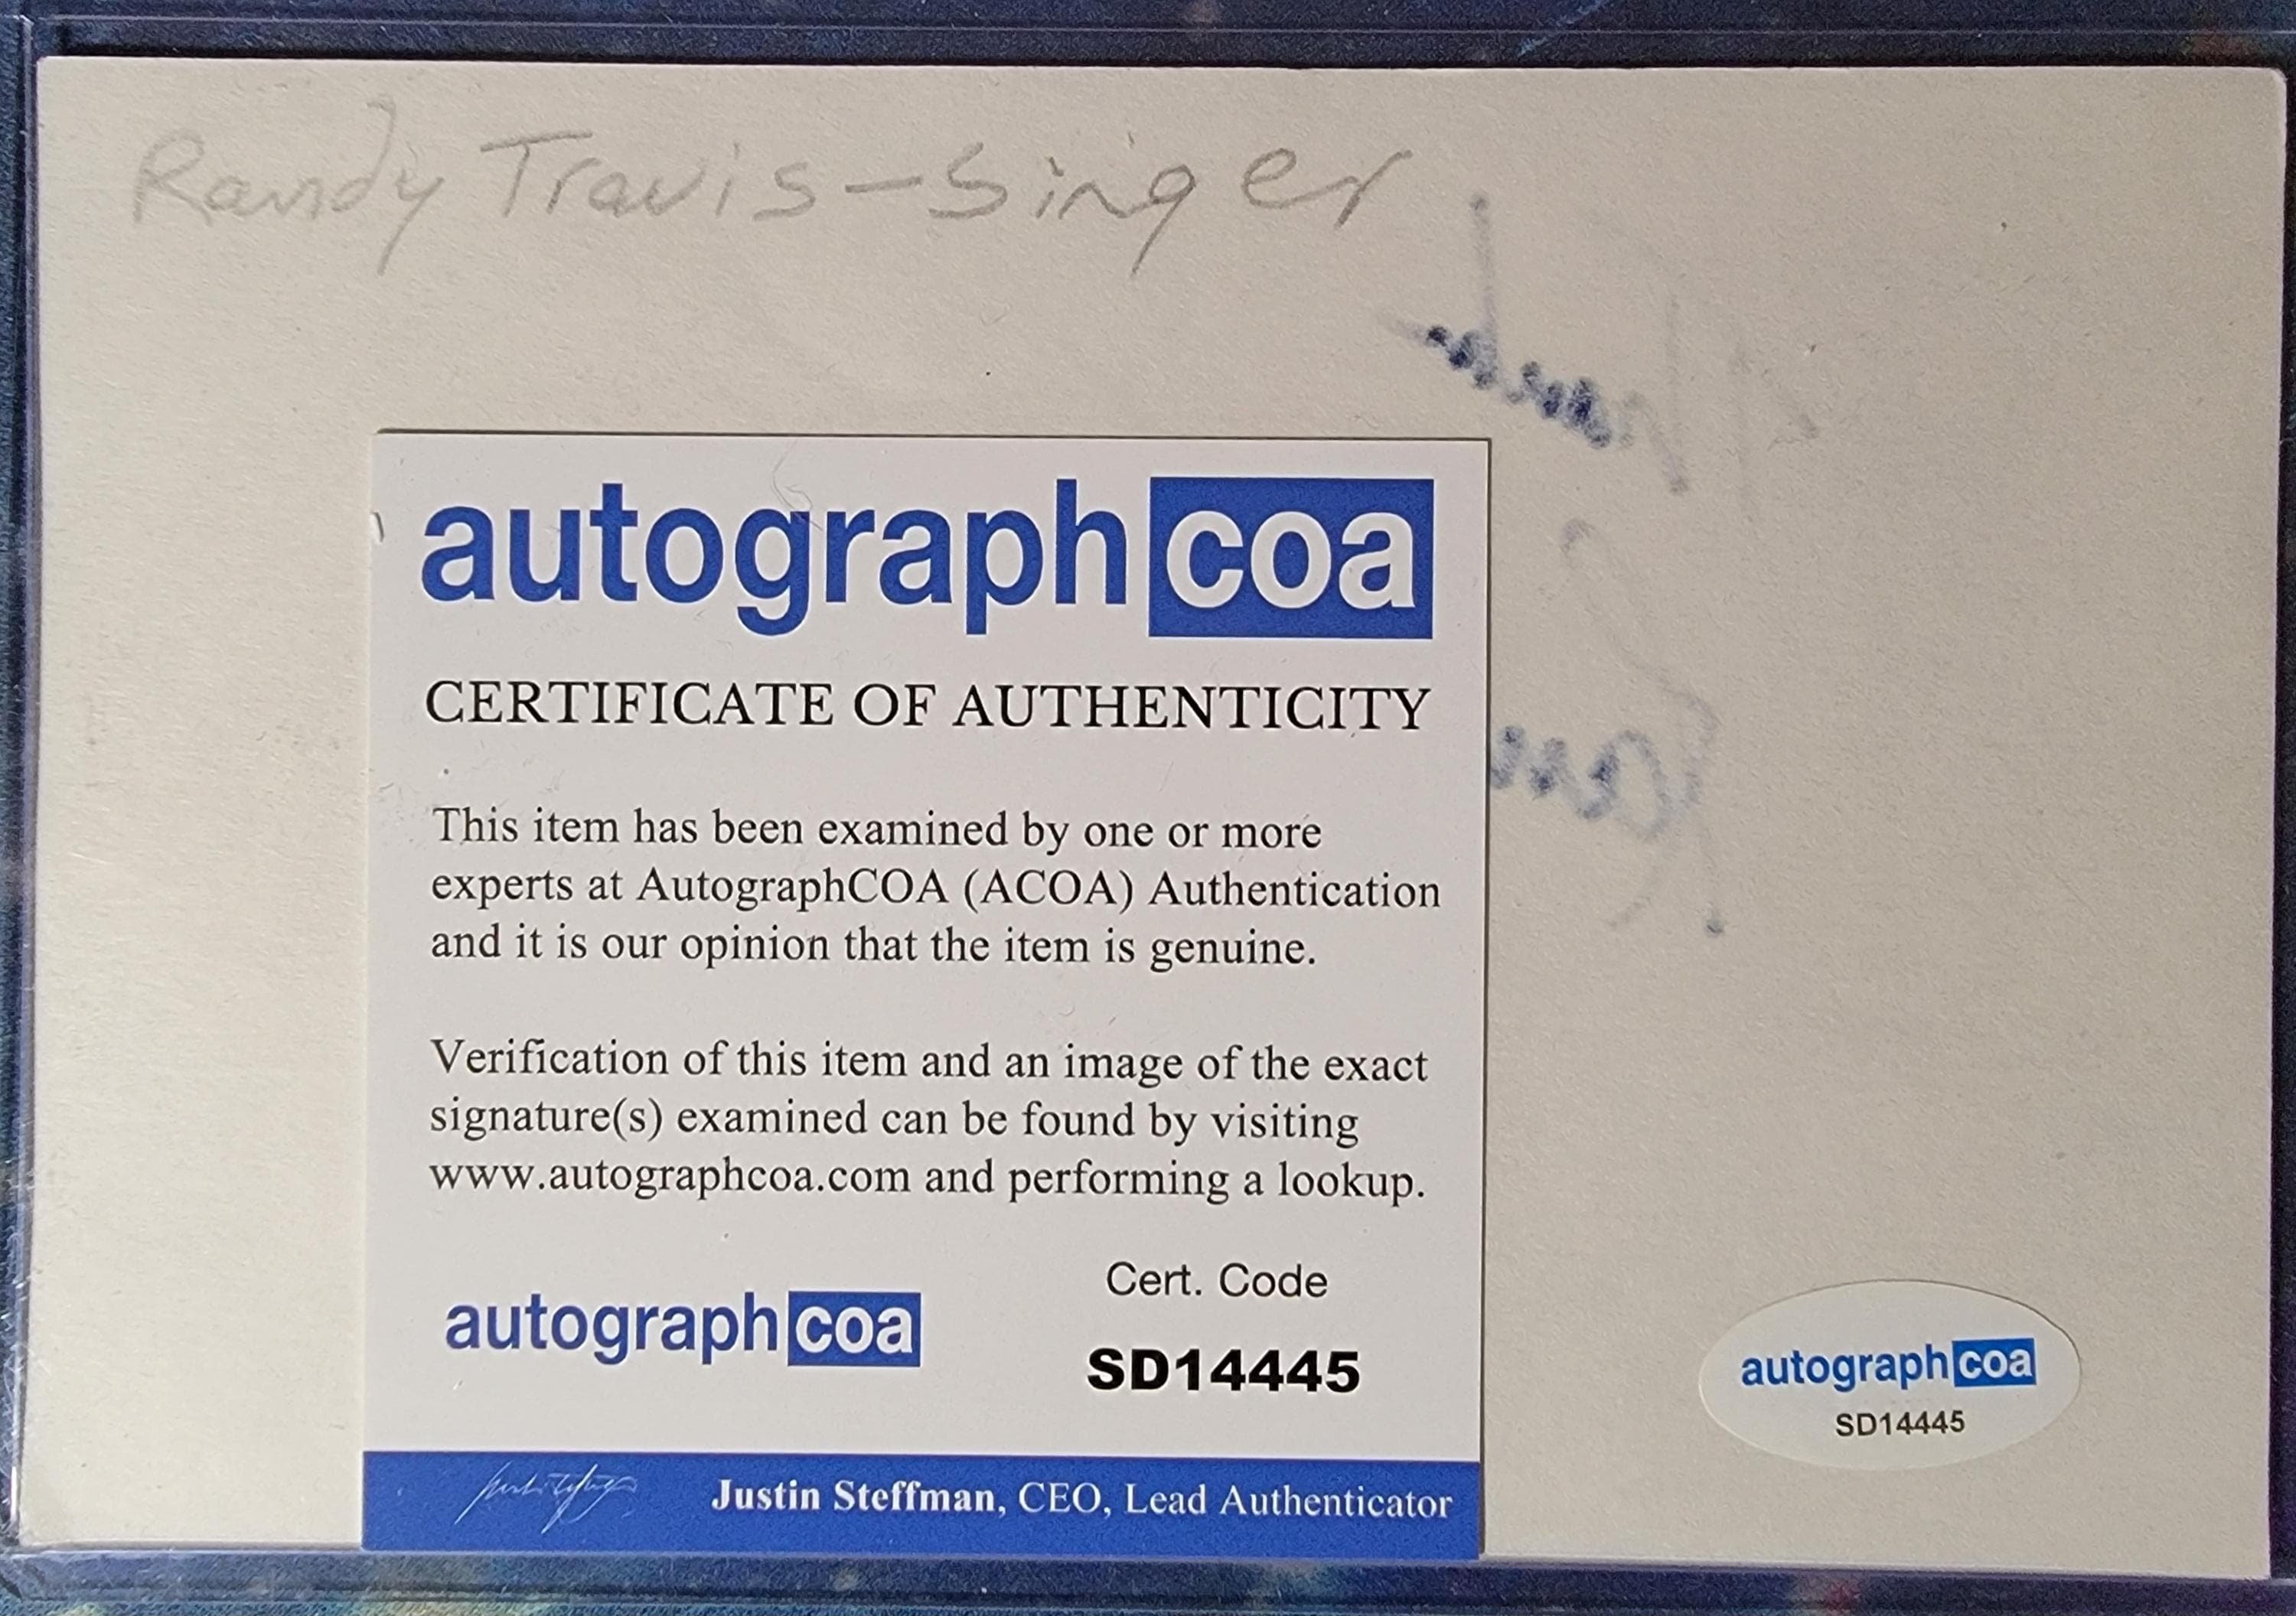 Randy Travis-Singer
autographcoa
CERTIFICATE OF AUTHENTICITY
This item has been examined by one or more
experts at AutographCOA (ACOA) Authentication
and it is our opinion that the item is genuine.
Verification of this item and an image of the exact
signature(s) examined can be found by visiting
www.autographcoa.com and performing a lookup.
autographcoa
Cert. Code
SD14445
Justin Steffman, CEO, Lead Authenticator
autographcoa
SD14445